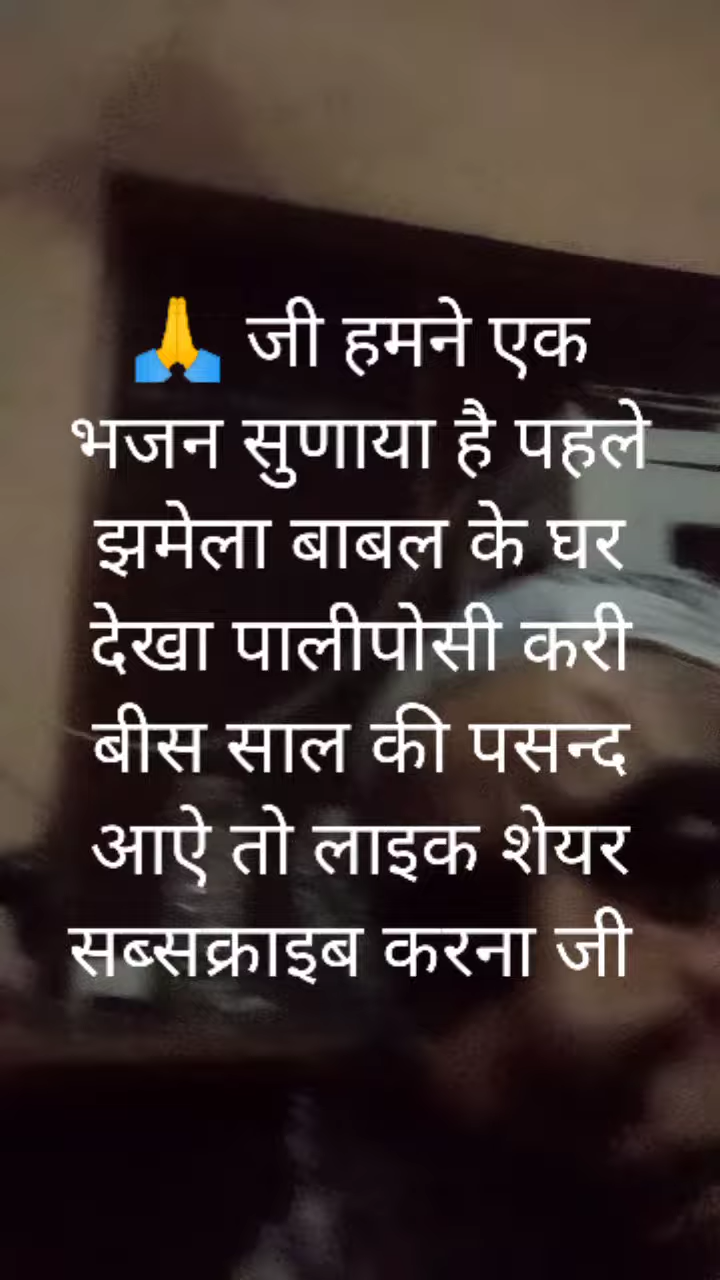 🙏 जी हमने एक
भजन सुणाया है पहले
झमेला बाबल के घर
देखा पालीपोसी करी
बीस साल की पसन्द
आऐ तो लाइक शेयर
सब्सक्राइब करना जी